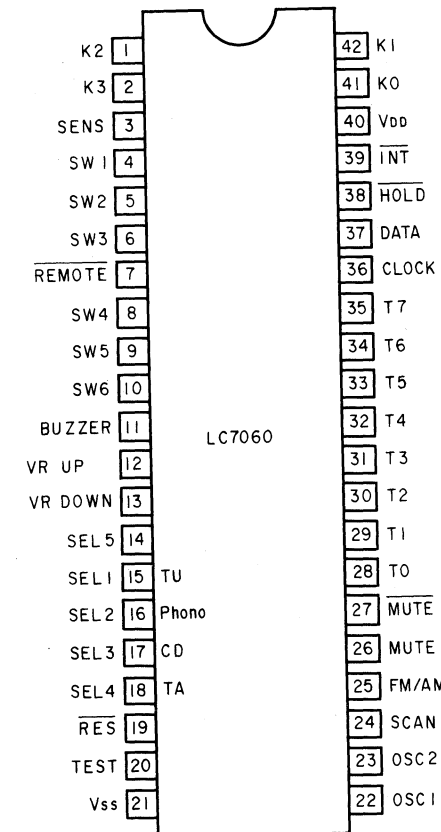 K2 1
K3 2
SENS 3
SW1 4
SW2 5
SW3 6
REMOTE 7
SW4 8
SW5 9
SW6 10
BUZZER 11
VR UP 12
VR DOWN 13
SEL5 14
SEL1 15 TU
SEL2 16 Phono
SEL3 17 CD
SEL4 18 TA
RES 19
TEST 20
Vss 21
LC7060
42 K1
41 K0
40 VDD
39 INT
38 HOLD
37 DATA
36 CLOCK
35 T7
34 T6
33 T5
32 T4
31 T3
30 T2
29 T1
28 T0
27 MUTE
26 MUTE
25 FM/AM
24 SCAN
23 OSC2
22 OSC1